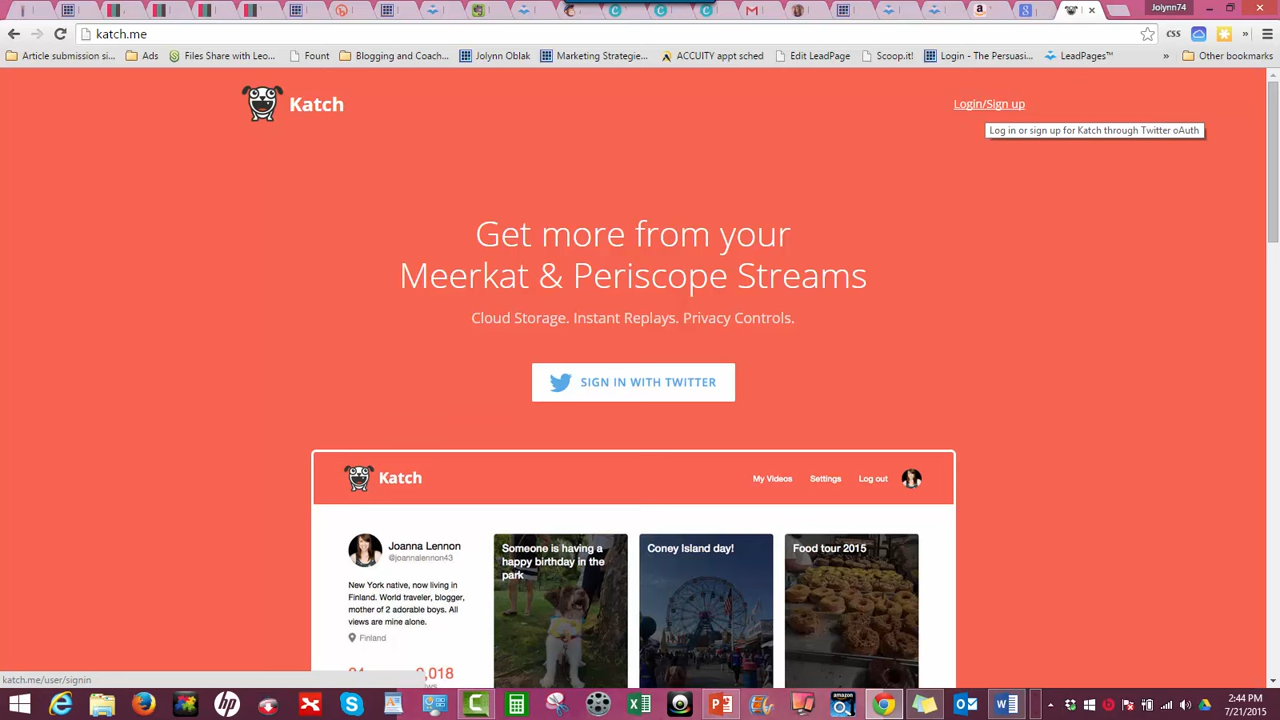 Jolynn74
katch.me
CSS
»
Article submission si...
Ads
Files Share with Leo...
Fount
Blogging and Coach...
Jolynn Oblak
Marketing Strategie...
ACCUITY appt sched
Edit LeadPages
Scoop.it!
Login - The Persuasi...
LeadPages™
»
Other bookmarks
Katch
Login/Sign up
Log in or sign up for Katch through Twitter oAuth
Get more from your
Meerkat & Periscope Streams
Cloud Storage. Instant Replays. Privacy Controls.
SIGN IN WITH TWITTER
Katch
My Videos
Settings
Log out
Joanna Lennon
@joannalennon43
New York native, now living in
Finland. World traveler, blogger,
mother of 2 adorable boys. All
views are mine alone.
Finland
Someone is having a
happy birthday in the
park
Coney Island day!
Food tour 2015
katch.me/user/signin
amazon
2:44 PM
7/21/2015